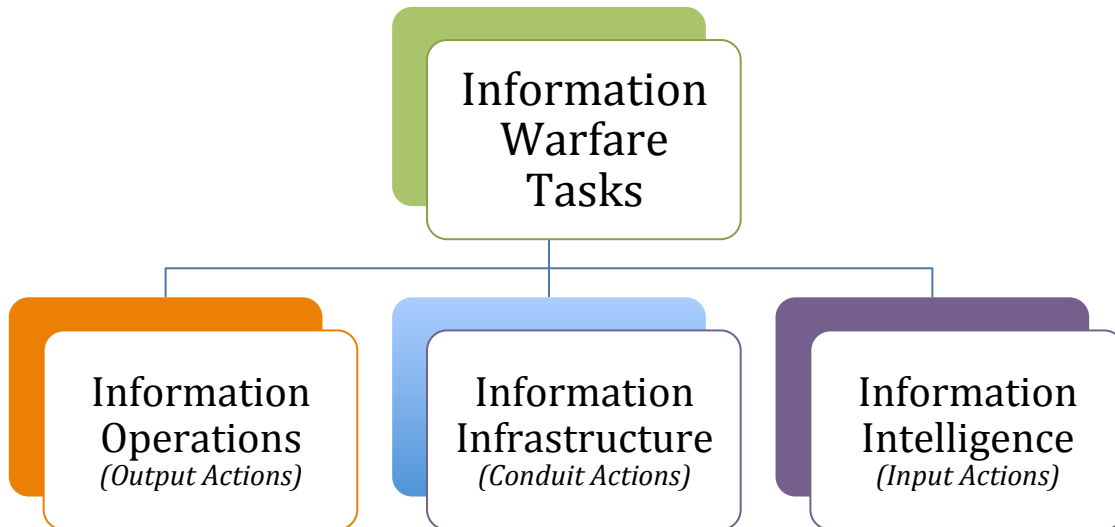 Information
Warfare
Tasks
Information
Operations
(Output Actions)
Information
Infrastructure
(Conduit Actions)
Information
Intelligence
(Input Actions)